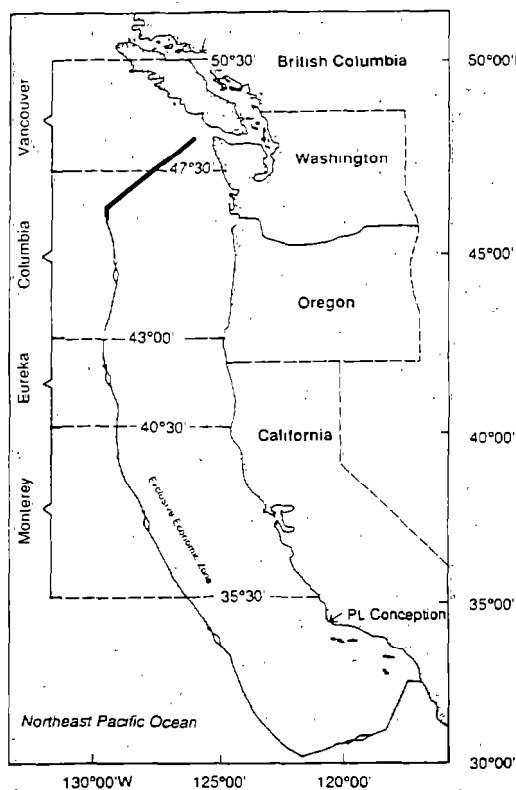 50°30'
British Columbia
50°00'
Vancouver
Washington
47°30'
Columbia
45°00'
Oregon
43°00'
Eureka
40°30'
California
40°00'
Monterey
Exclusive Economic Zone
35°30'
35°00'
Pt. Conception
Northeast Pacific Ocean
30°00'
130°00'W
125°00'
120°00'